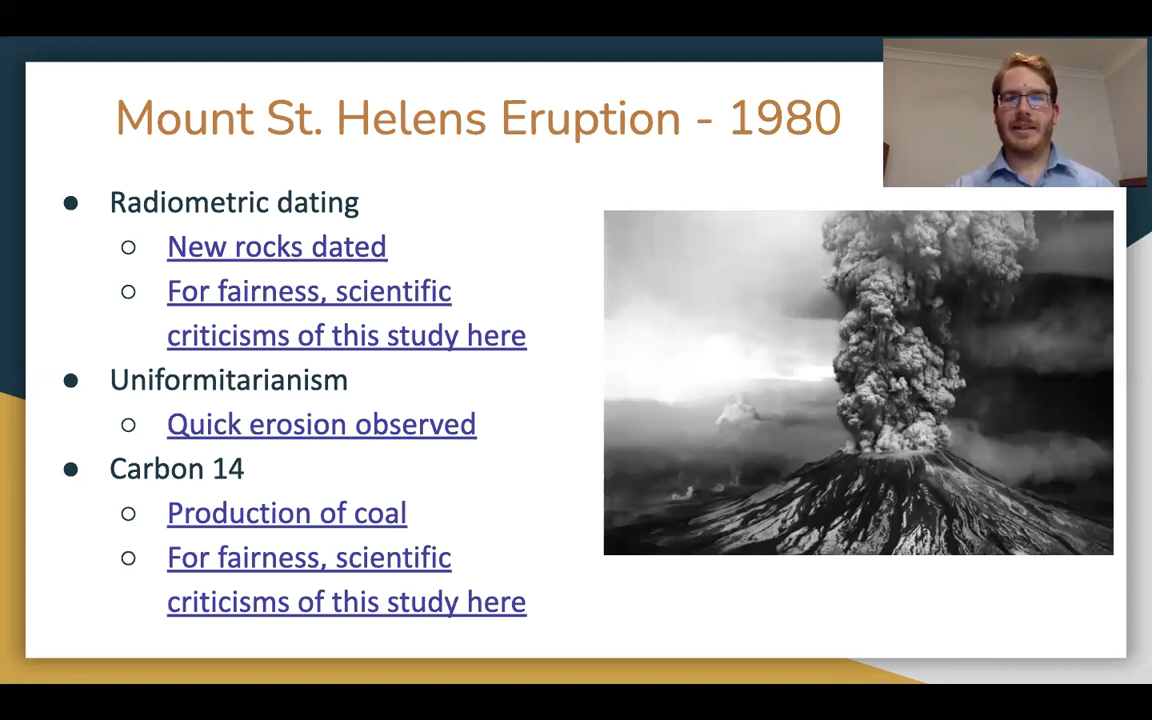 Mount St. Helens Eruption - 1980
● Radiometric dating
○ New rocks dated
○ For fairness, scientific
criticisms of this study here
● Uniformitarianism
○ Quick erosion observed
● Carbon 14
○ Production of coal
○ For fairness, scientific
criticisms of this study here